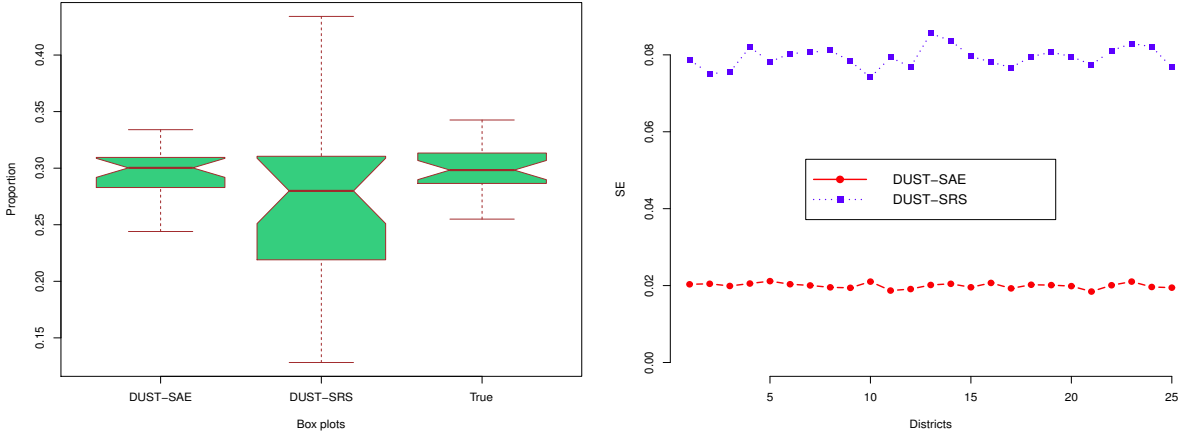 0.40
0.35
0.30
0.25
0.20
0.15
Proportion
DUST−SAE DUST−SRS True
Box plots
0.08
0.06
0.04
0.02
0.00
SE
DUST−SAE
DUST−SRS
5 10 15 20 25
Districts